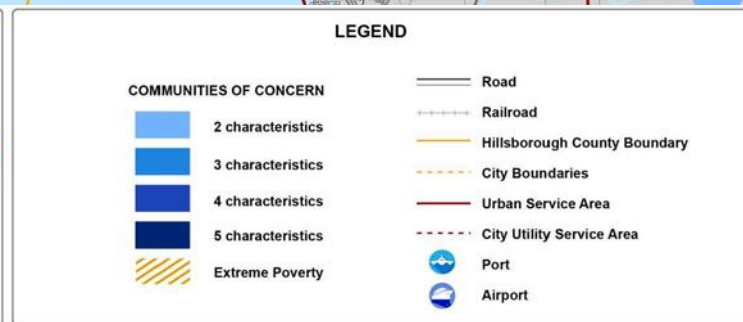 LEGEND
COMMUNITIES OF CONCERN
2 characteristics
3 characteristics
4 characteristics
5 characteristics
Extreme Poverty
Road
Railroad
Hillsborough County Boundary
City Boundaries
Urban Service Area
City Utility Service Area
Port
Airport